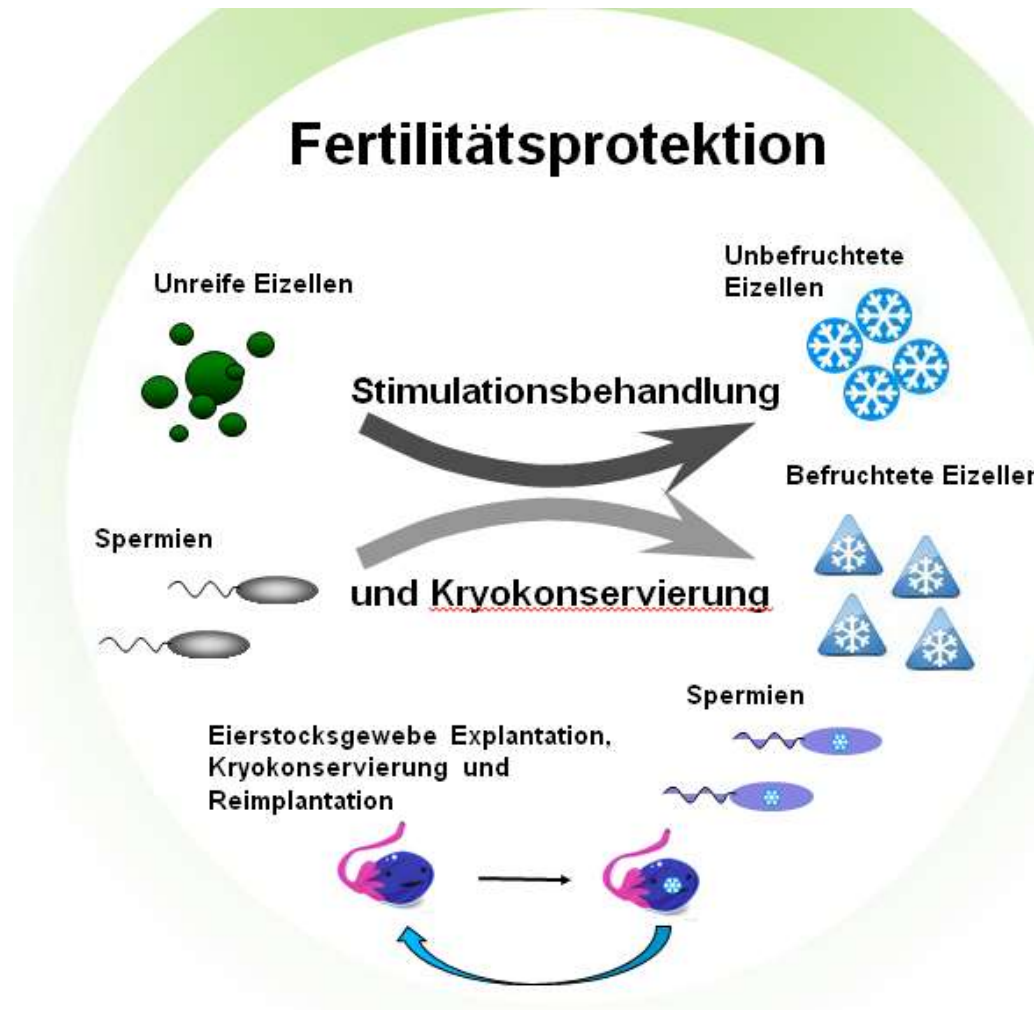 Fertilitätsprotektion
Unreife Eizellen
Unbefruchtete
Eizellen
Stimulationsbehandlung
Befruchtete Eizellen
Spermien
und Kryokonservierung
Spermien
Eierstocksgewebe Explantation,
Kryokonservierung und
Reimplantation